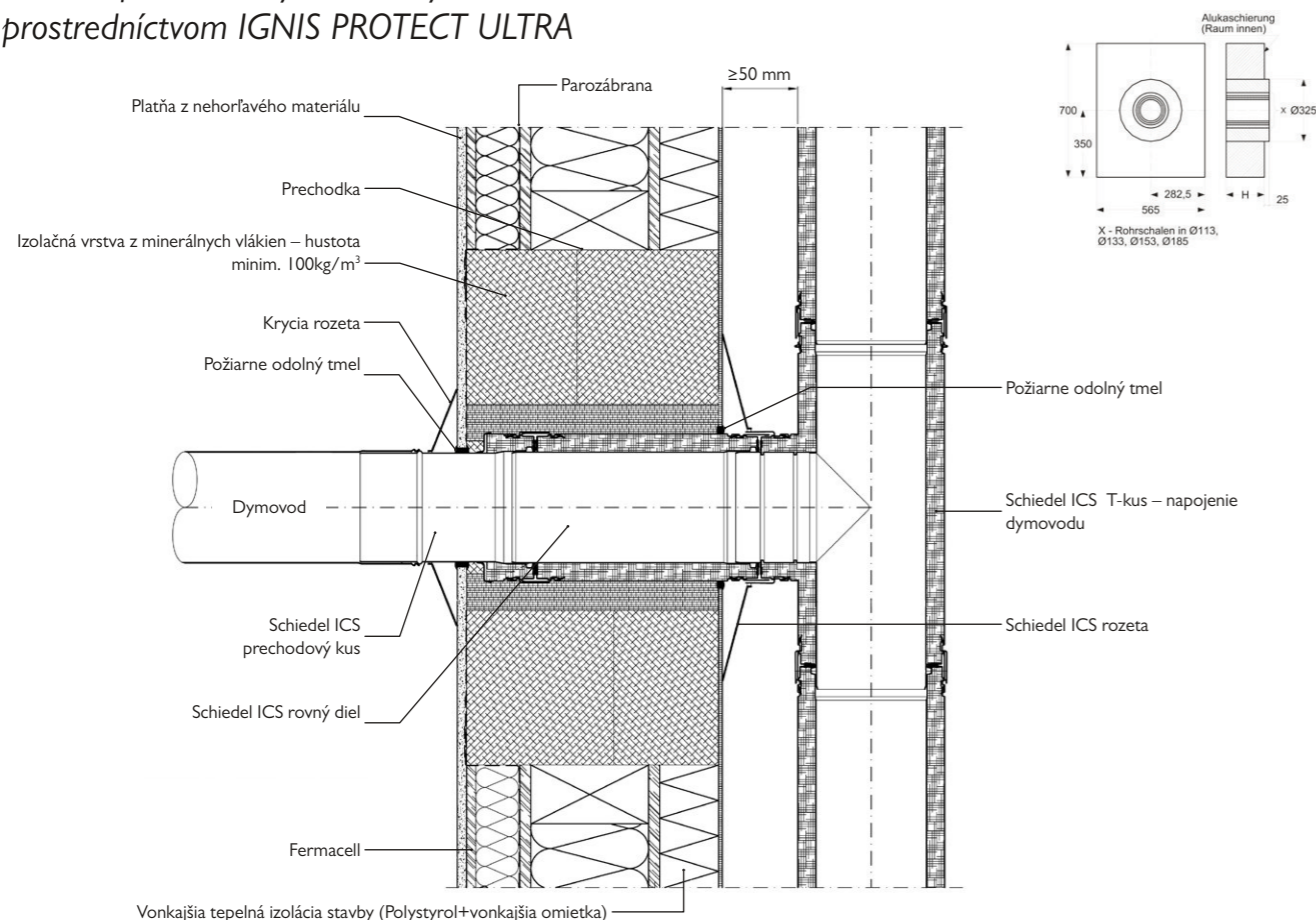 prostredníctvom IGNIS PROTECT ULTRA
Alukaschierung
(Raum innen)
700
350
x Ø325
282,5
H
25
565
X - Rohrschalen in Ø113,
Ø133, Ø153, Ø185
≥50 mm
Parozábrana
Platňa z nehorľavého materiálu
Prechodka
Izolačná vrstva z minerálnych vlákien – hustota
minim. 100kg/m³
Krycia rozeta
Požiarne odolný tmel
Požiarne odolný tmel
Dymovod
Schiedel ICS T-kus – napojenie
dymovodu
Schiedel ICS
prechodový kus
Schiedel ICS rozeta
Schiedel ICS rovný diel
Fermacell
Vonkajšia tepelná izolácia stavby (Polystyrol+vonkajšia omietka)